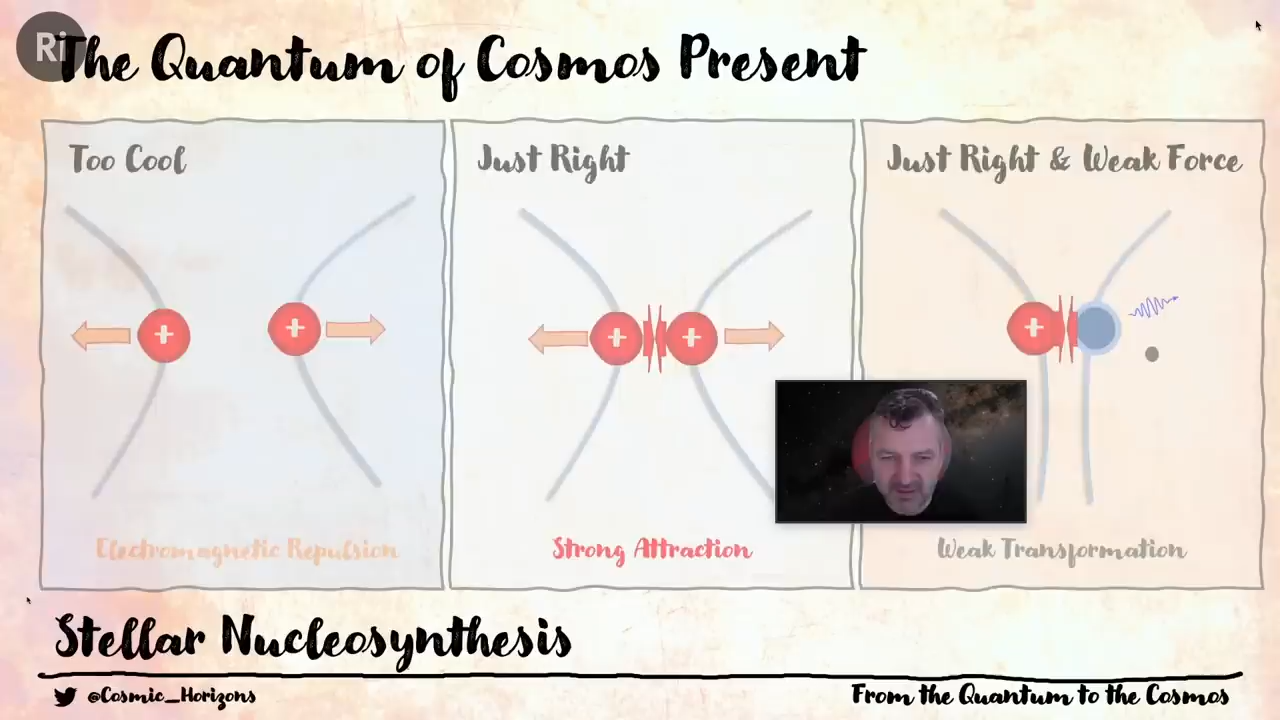 Ri
The Quantum of Cosmos Present
Too Cool
Just Right
Just Right & Weak Force
+
+
+
+
+
Electromagnetic Repulsion
Strong Attraction
Weak Transformation
Stellar Nucleosynthesis
@Cosmic_Horizons
From the Quantum to the Cosmos